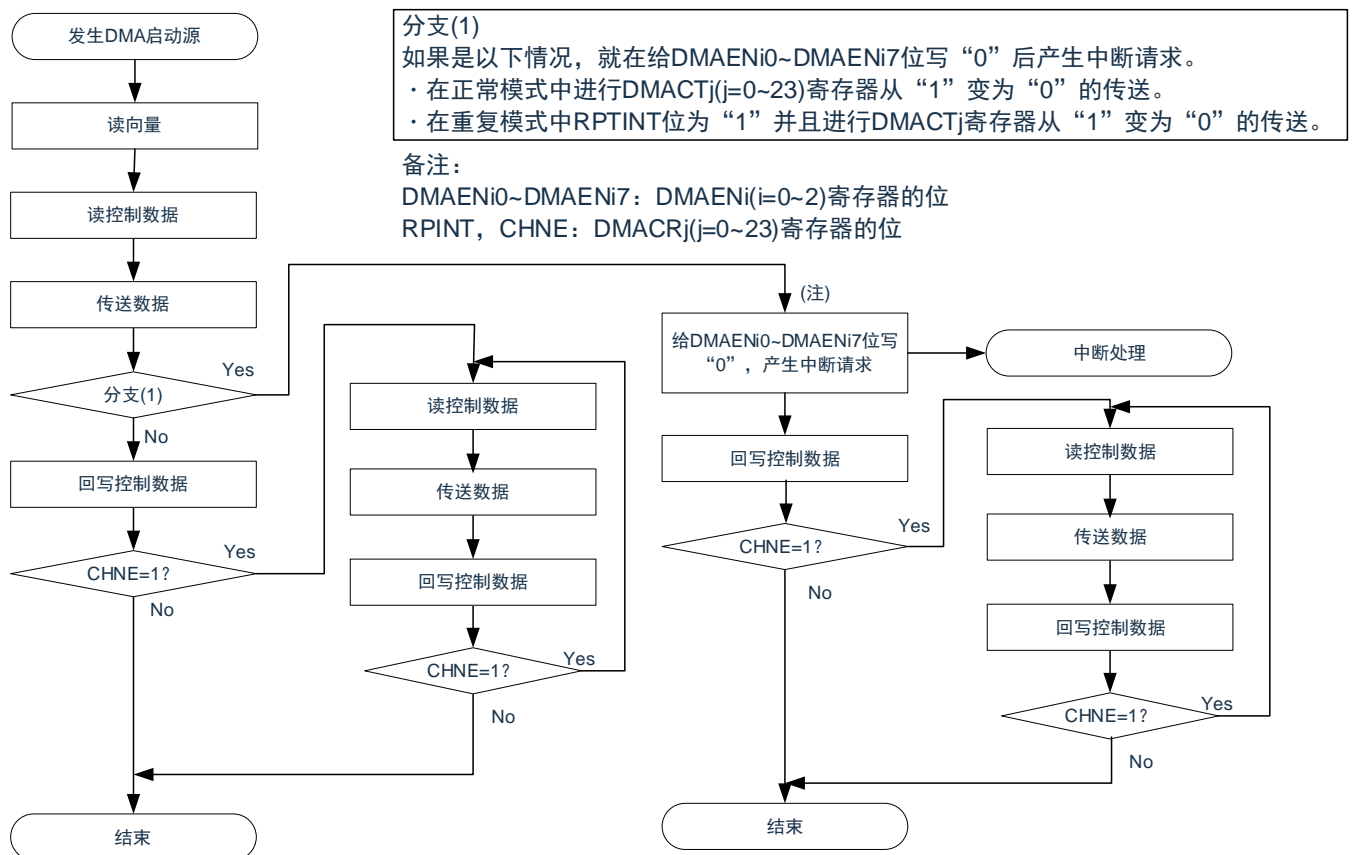 发生DMA启动源
读向量
读控制数据
传送数据
分支(1)
Yes
No
回写控制数据
CHNE=1?
Yes
No
结束
分支(1)
如果是以下情况，就在给DMAENi0~DMAENi7位写“0”后产生中断请求。
·在正常模式中进行DMACTj(j=0~23)寄存器从“1”变为“0”的传送。
·在重复模式中RPTINT位为“1”并且进行DMACTj寄存器从“1”变为“0”的传送。
备注：
DMAENi0~DMAENi7：DMAENi(i=0~2)寄存器的位
RPINT，CHNE：DMACRj(j=0~23)寄存器的位
读控制数据
传送数据
回写控制数据
CHNE=1?
Yes
No
(注)
给DMAENi0~DMAENi7位写
“0”，产生中断请求
中断处理
回写控制数据
CHNE=1?
Yes
No
结束
读控制数据
传送数据
回写控制数据
CHNE=1?
Yes
No